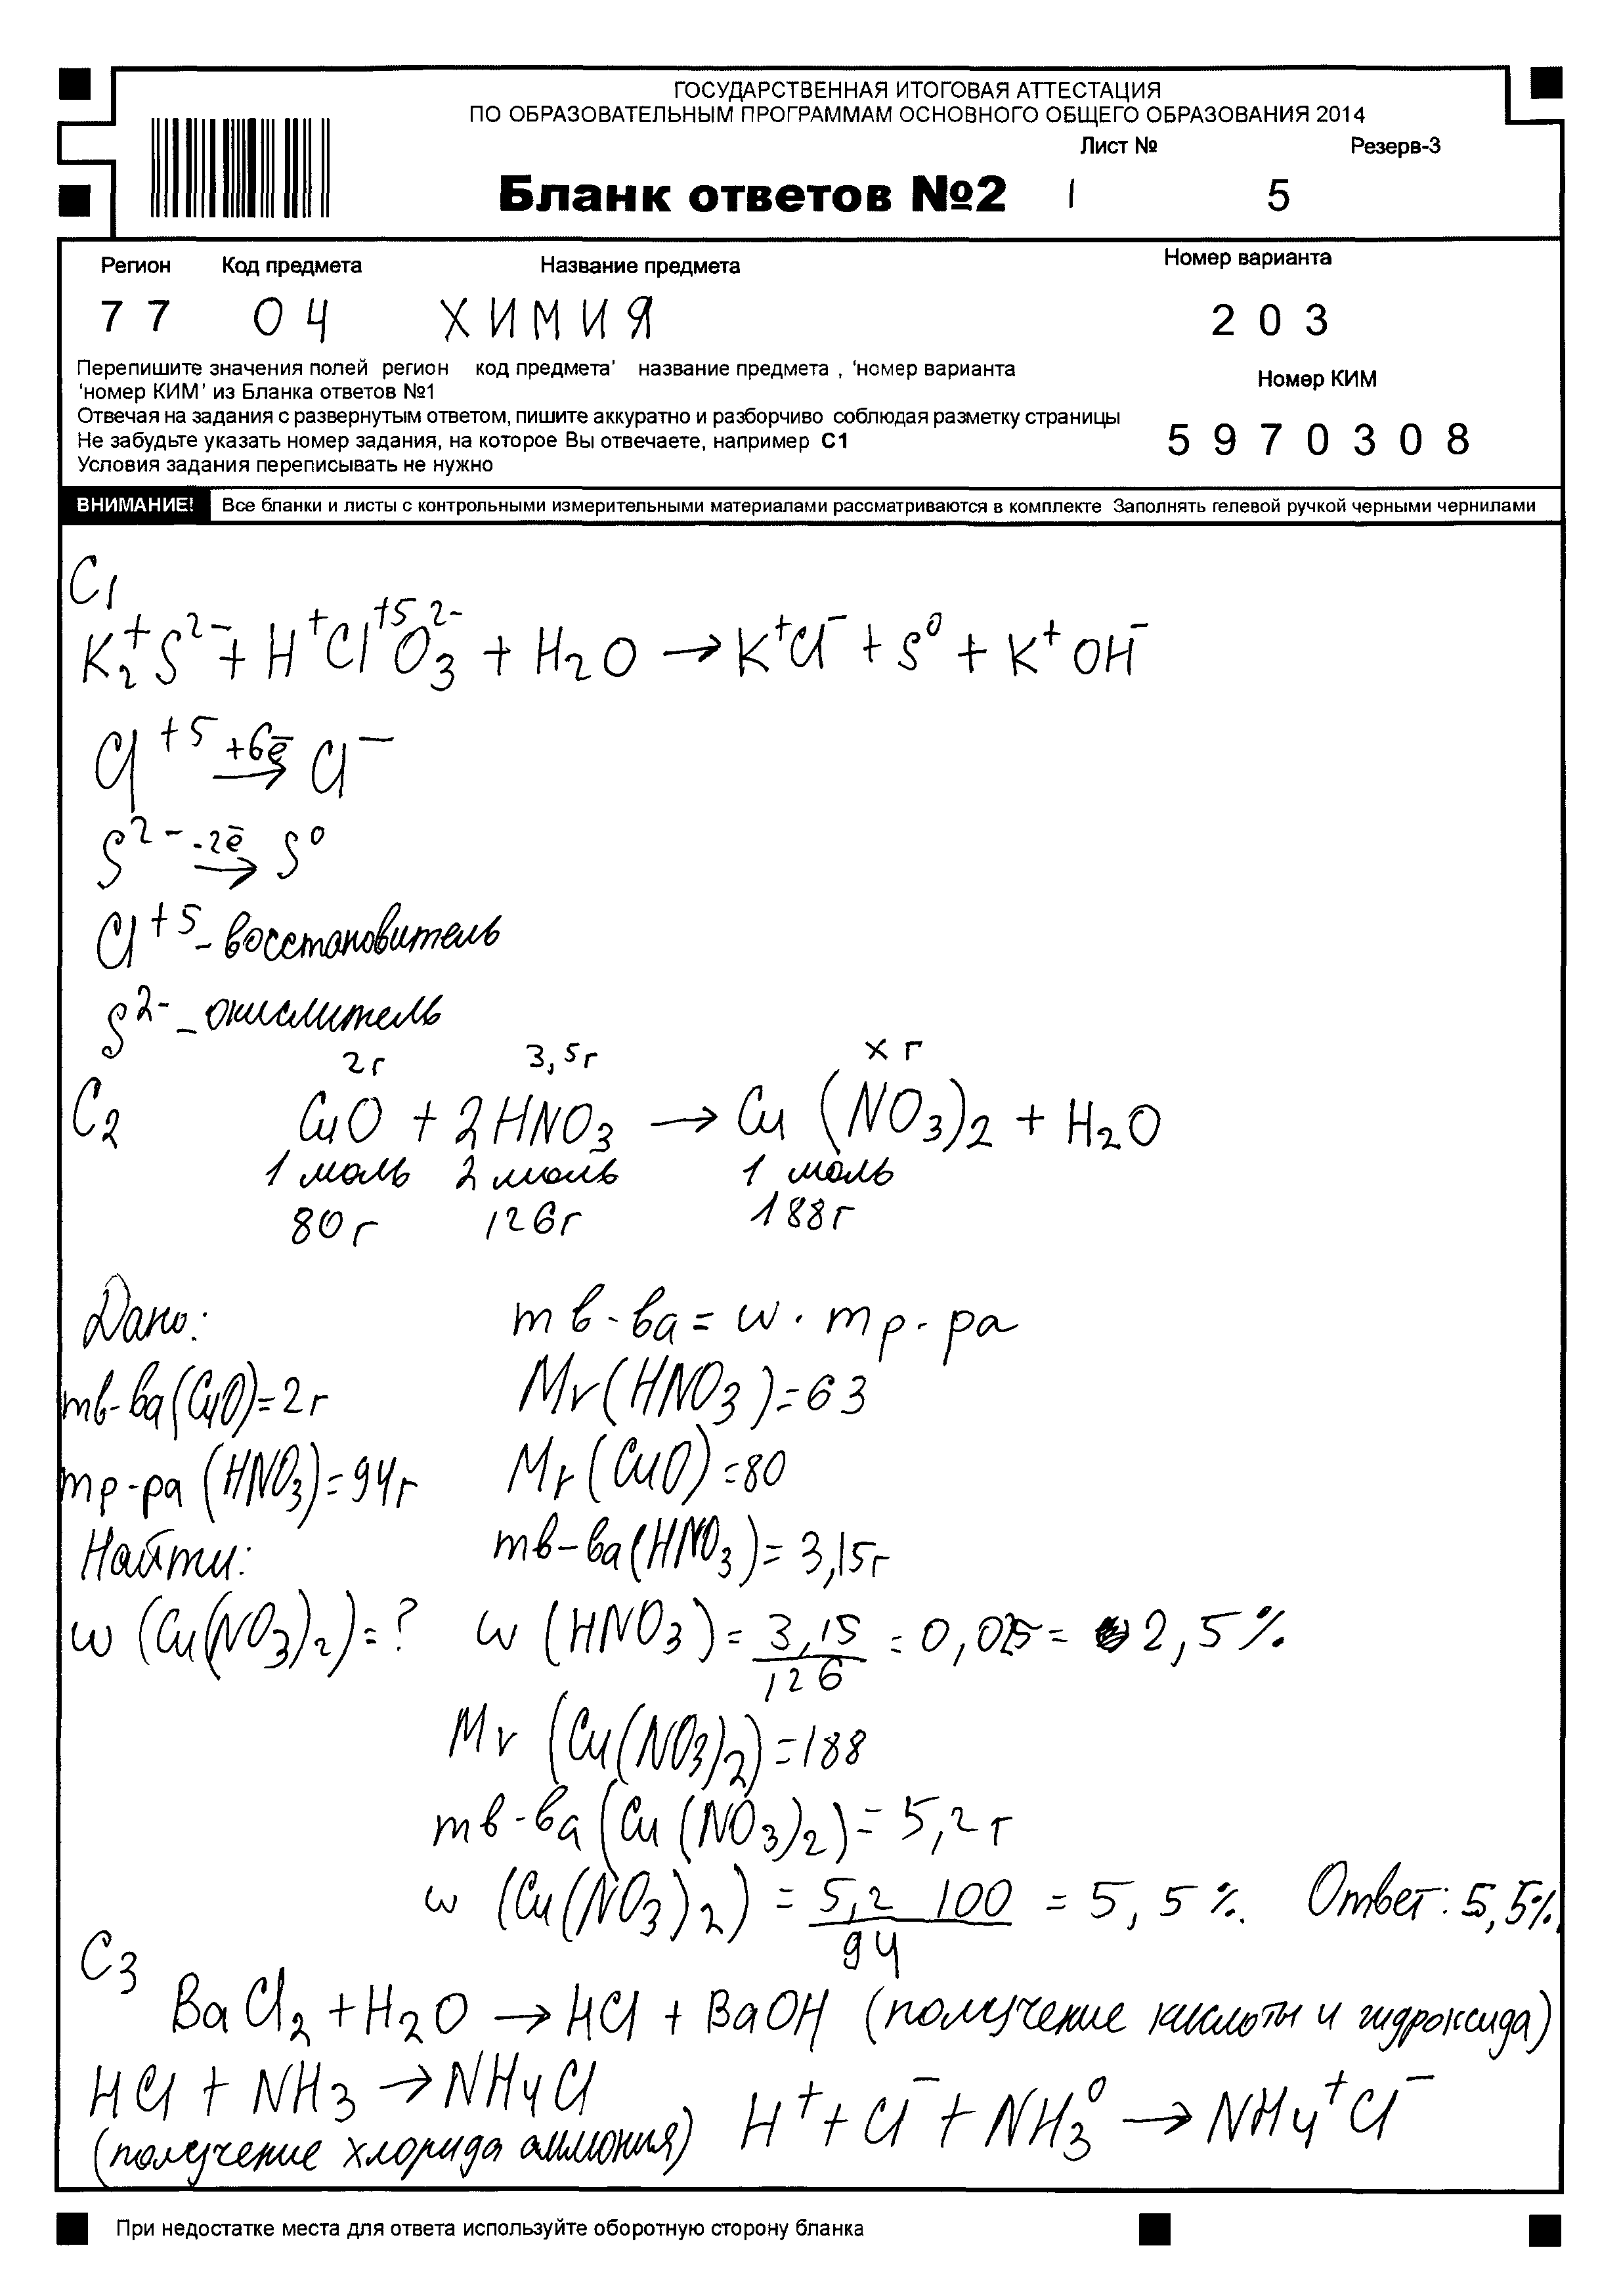 ГОСУДАРСТВЕННАЯ ИТОГОВАЯ АТТЕСТАЦИЯ
ПО ОБРАЗОВАТЕЛЬНЫМ ПРОГРАММАМ ОСНОВНОГО ОБЩЕГО ОБРАЗОВАНИЯ 2014
Лист № Резерв-3
Бланк ответов №2 1 5
Регион Код предмета Название предмета Номер варианта
77 04 ХИМИЯ 203
Перепишите значения полей регион код предмета' название предмета , 'номер варианта
'номер КИМ' из Бланка ответов №1 Номер КИМ
Отвечая на задания с развернутым ответом, пишите аккуратно и разборчиво соблюдая разметку страницы
Не забудьте указать номер задания, на которое Вы отвечаете, например С1 5970308
Условия задания переписывать не нужно
ВНИМАНИЕ! Все бланки и листы с контрольными измерительными материалами рассматриваются в комплекте Заполнять гелевой ручкой черными чернилами
С1
K₂⁺S²⁻ + H⁺Cl⁺⁵O₃²⁻ + H₂O → K⁺Cl⁻ + S⁰ + K⁺OH⁻
Cl⁺⁵ +6ē → Cl⁻
S²⁻ -2ē → S⁰
Cl⁺⁵ - восстановитель
S²⁻ - окислитель
2г 3,5г x г
С2 CuO + 2HNO₃ → Cu(NO₃)₂ + H₂O
1 моль 2 моль 1 моль
80г 126г 188г
Дано: mв-ва = w · mр-ра
mв-ва(CuO)=2г Mr(HNO₃)=63
mр-ра(HNO₃)=94г Mr(CuO)=80
Найти: mв-ва(HNO₃)=3,15г
w(Cu(NO₃)₂)=? w(HNO₃)=3,15/126=0,025=2,5%
Mr(Cu(NO₃)₂)=188
mв-ва(Cu(NO₃)₂)=5,2г
w(Cu(NO₃)₂)=5,2 100/94=5,5%. Ответ: 5,5%.
С3
BaCl₂ + H₂O → HCl + BaOH (получение кислоты и гидроксида)
HCl + NH₃ → NH₄Cl H⁺ + Cl⁻ + NH₃⁰ → NH₄⁺Cl⁻
(получение хлорида аммония)
При недостатке места для ответа используйте оборотную сторону бланка